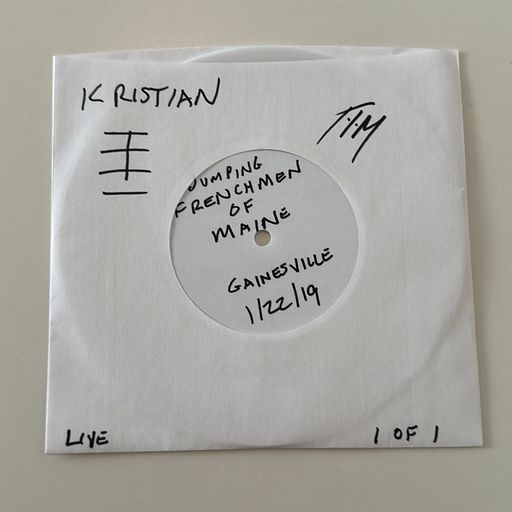 KRISTIAN
TIM
JUMPING
FRENCHMEN
OF
MAINE
GAINESVILLE
1/22/19
LIVE
1 OF 1